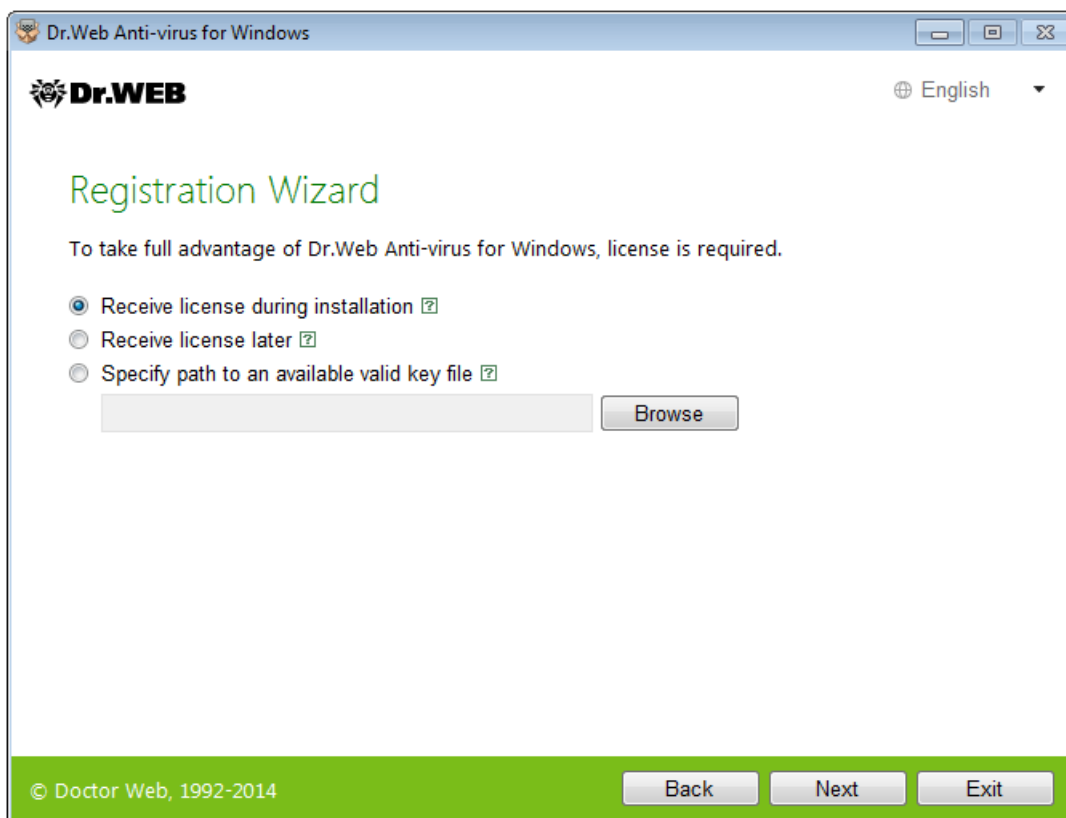 Dr.Web Anti-virus for Windows
Dr.WEB
English
Registration Wizard
To take full advantage of Dr.Web Anti-virus for Windows, license is required.
Receive license during installation ?
Receive license later ?
Specify path to an available valid key file ?
Browse
© Doctor Web, 1992-2014
Back Next Exit